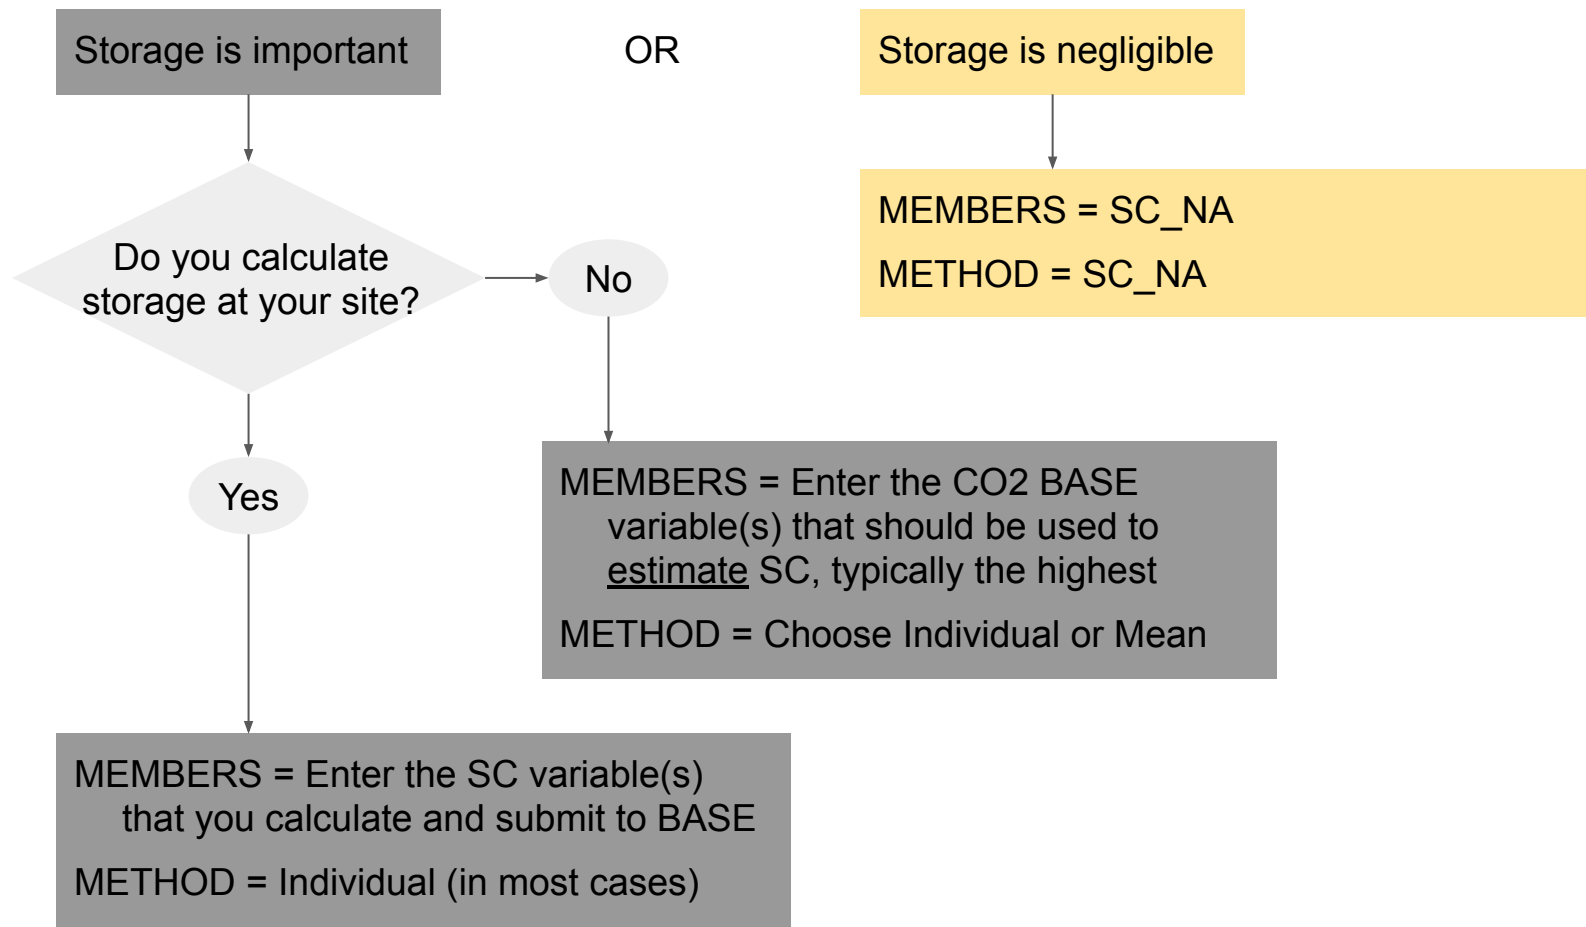 Storage is important
OR
Storage is negligible
MEMBERS = SC_NA
METHOD = SC_NA
Do you calculate
storage at your site?
No
Yes
MEMBERS = Enter the CO2 BASE
variable(s) that should be used to
estimate SC, typically the highest
METHOD = Choose Individual or Mean
MEMBERS = Enter the SC variable(s)
that you calculate and submit to BASE
METHOD = Individual (in most cases)